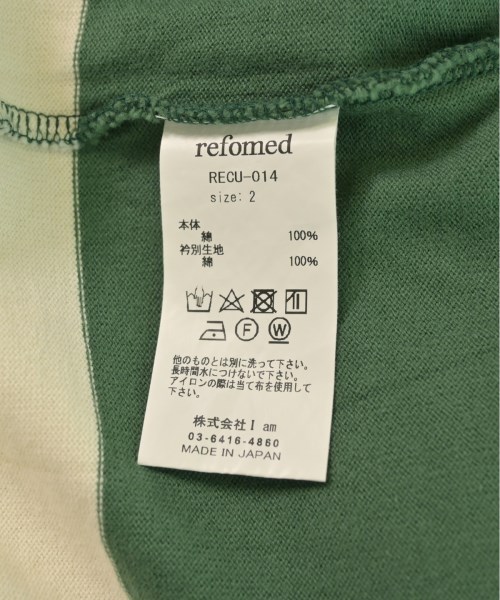 refomed
RECU-014
size: 2
本体
綿 100%
衿別生地
綿 100%
F W
他のものとは別に洗って下さい。
長時間水につけないで下さい。
アイロンの際は当て布を使用して
下さい。
株式会社I am
03-6416-4860
MADE IN JAPAN